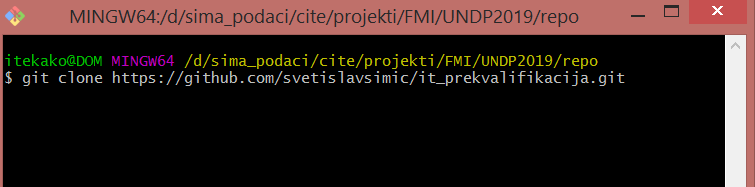 MINGW64:/d/sima_podaci/cite/projekti/FMI/UNDP2019/repo
itekako@DOM MINGW64 /d/sima_podaci/cite/projekti/FMI/UNDP2019/repo
$ git clone https://github.com/svetislavsimic/it_prekvalifikacija.git